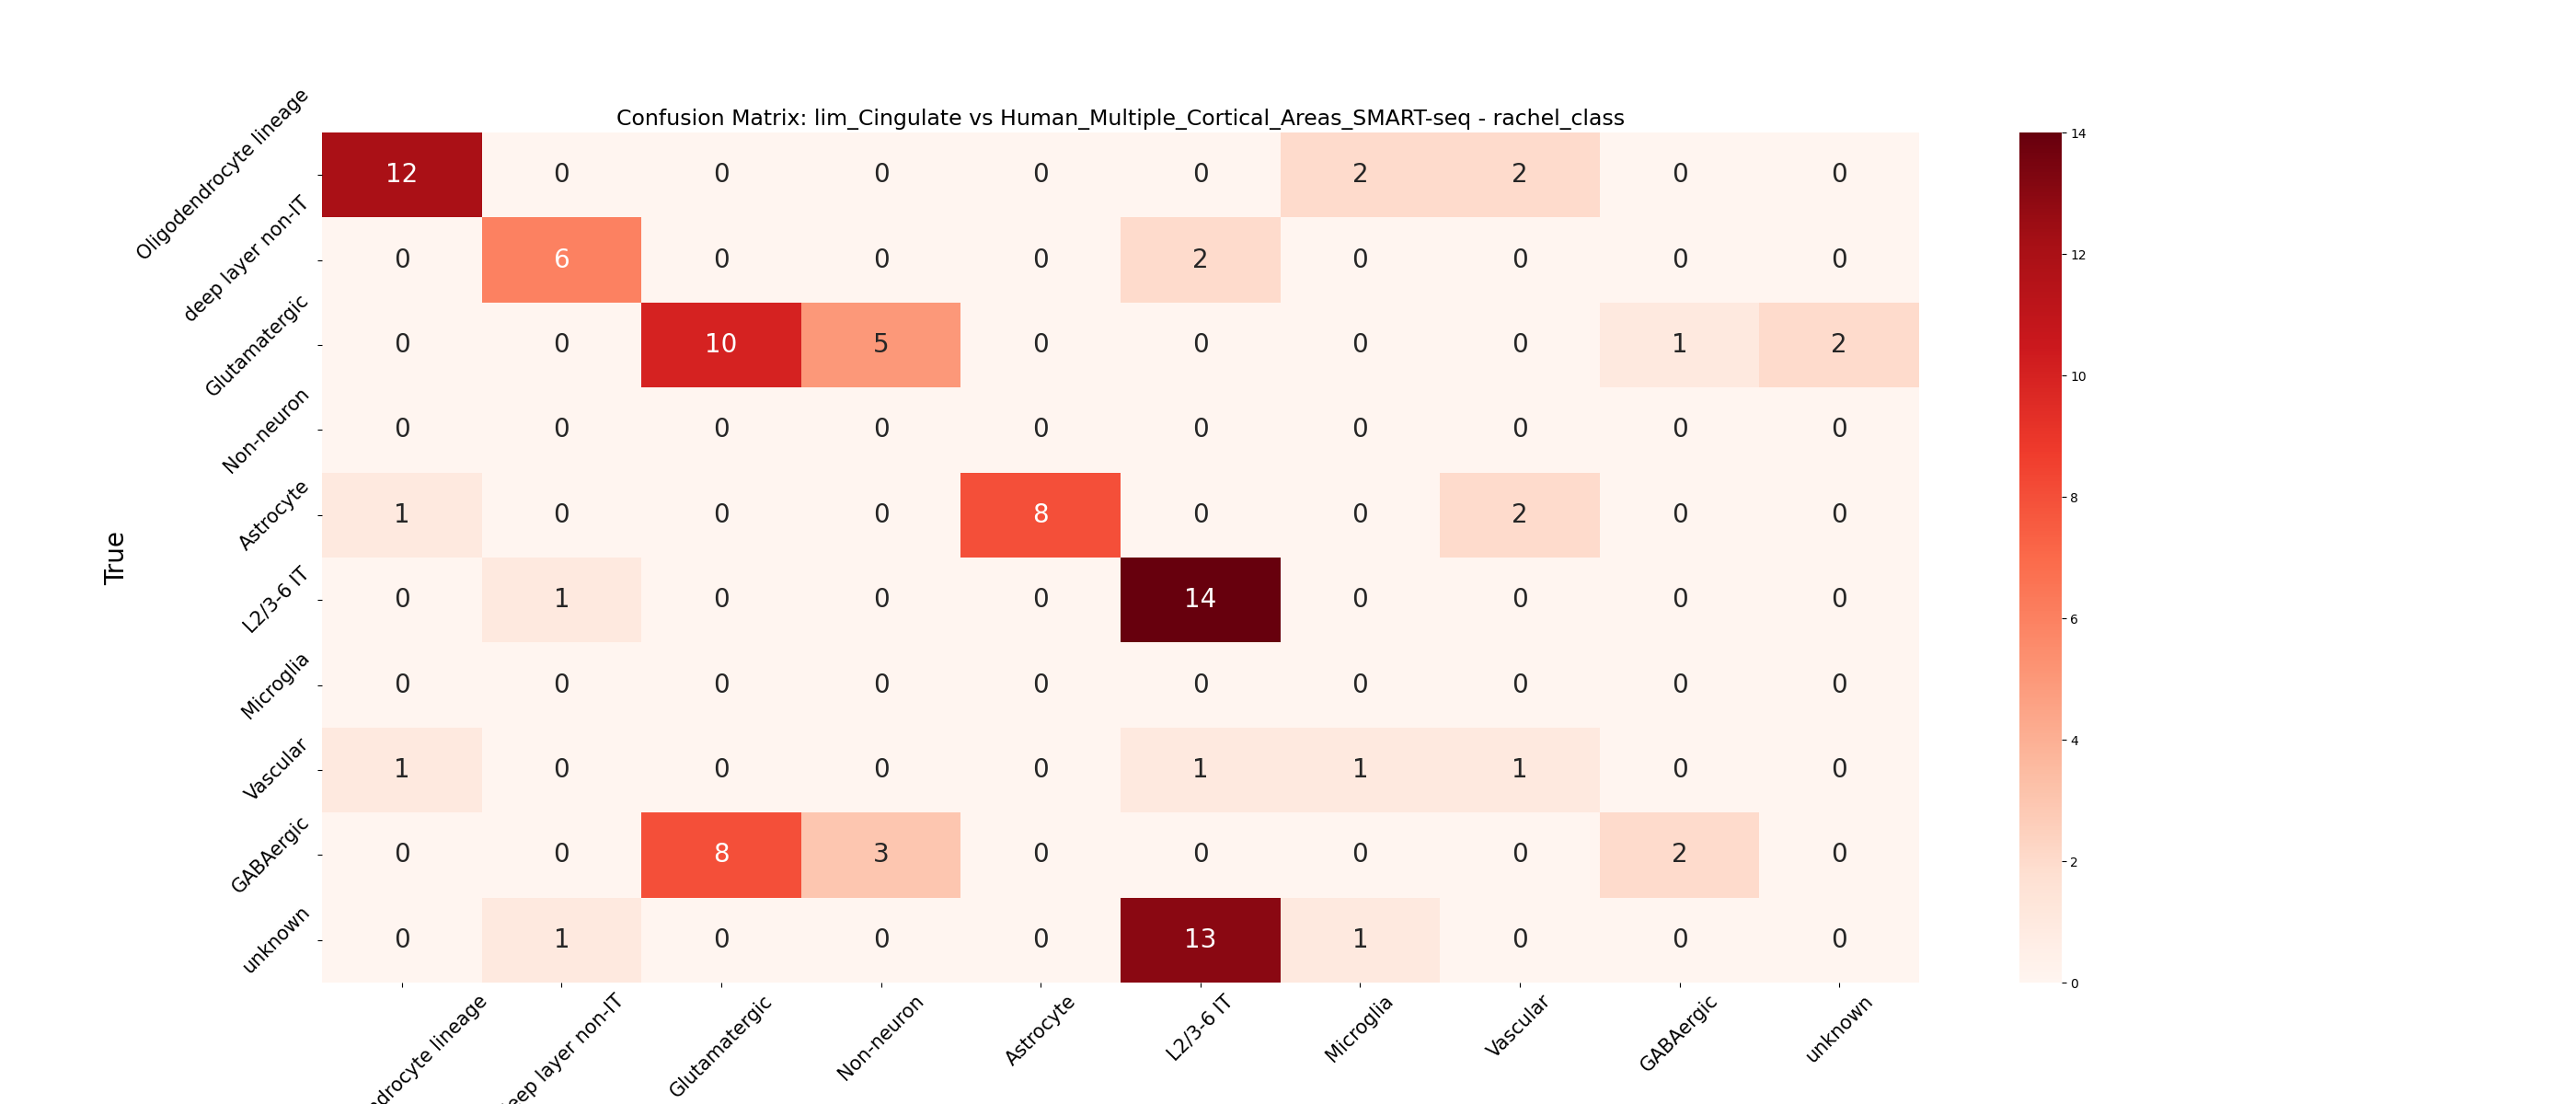 Confusion Matrix: lim_Cingulate vs Human_Multiple_Cortical_Areas_SMART-seq - rachel_class
Oligodendrocyte lineage 12 0 0 0 0 0 2 2 0 0
deep layer non-IT 0 6 0 0 0 2 0 0 0 0
Glutamatergic 0 0 10 5 0 0 0 0 1 2
Non-neuron 0 0 0 0 0 0 0 0 0 0
Astrocyte 1 0 0 0 8 0 0 2 0 0
L2/3-6 IT 0 1 0 0 0 14 0 0 0 0
Microglia 0 0 0 0 0 0 0 0 0 0
Vascular 1 0 0 0 0 1 1 1 0 0
GABAergic 0 0 8 3 0 0 0 0 2 0
unknown 0 1 0 0 0 13 1 0 0 0
True
drocyte lineage
eep layer non-IT
Glutamatergic
Non-neuron
Astrocyte
L2/3-6 IT
Microglia
Vascular
GABAergic
unknown
14
12
10
8
6
4
2
0